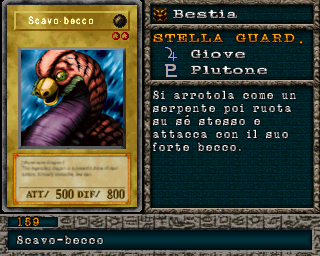 Scavo-becco
ATT/ 500 DIF/ 800
Bestia
STELLA GUARD.
♃ Giove
♇ Plutone
Si arrotola come un
serpente poi ruota
su sé stesso e
attacca con il suo
forte becco.
159
Scavo-becco